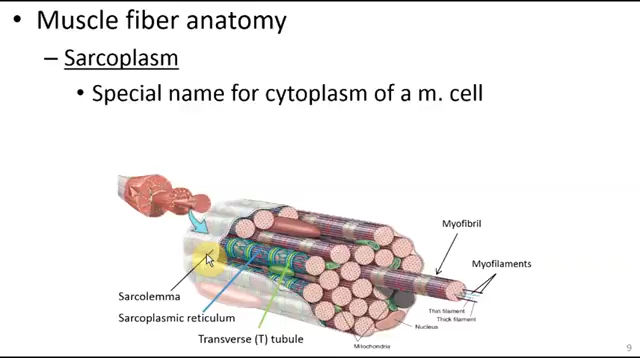 • Muscle fiber anatomy
– Sarcoplasm
• Special name for cytoplasm of a m. cell
Myofibril
Myofilaments
Sarcolemma
Sarcoplasmic reticulum
Transverse (T) tubule
Thin filament
Thick filament
Nucleus
Mitochondria
9